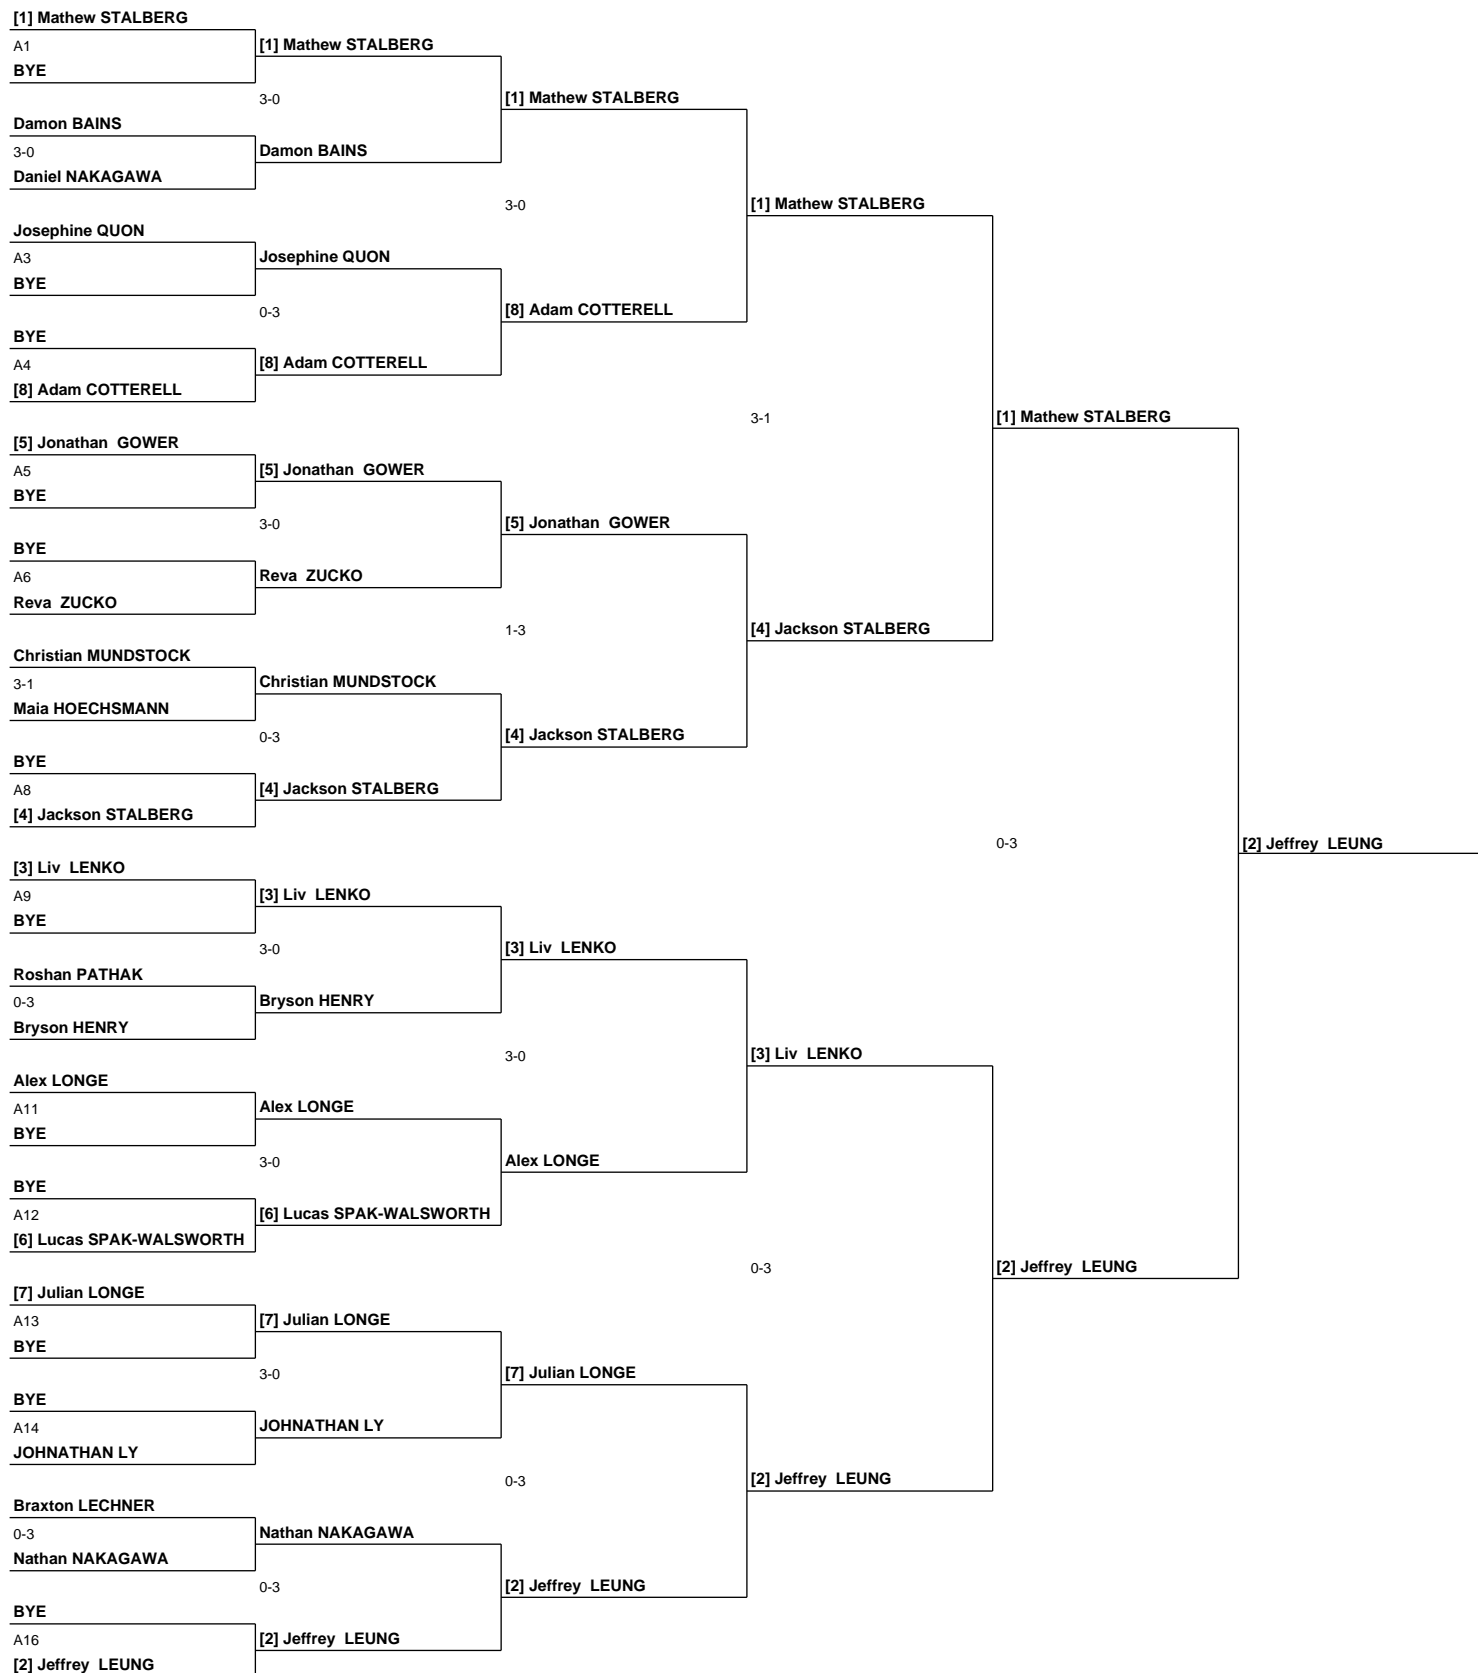 [1] Mathew STALBERG
A1
[1] Mathew STALBERG
BYE
3-0
[1] Mathew STALBERG
Damon BAINS
3-0
Damon BAINS
Daniel NAKAGAWA
3-0
[1] Mathew STALBERG
Josephine QUON
A3
Josephine QUON
BYE
0-3
[8] Adam COTTERELL
BYE
A4
[8] Adam COTTERELL
[8] Adam COTTERELL
3-1
[1] Mathew STALBERG
[5] Jonathan  GOWER
A5
[5] Jonathan  GOWER
BYE
3-0
[5] Jonathan  GOWER
BYE
A6
Reva  ZUCKO
Reva  ZUCKO
1-3
[4] Jackson STALBERG
Christian MUNDSTOCK
3-1
Christian MUNDSTOCK
Maia HOECHSMANN
0-3
[4] Jackson STALBERG
BYE
A8
[4] Jackson STALBERG
[4] Jackson STALBERG
0-3
[2] Jeffrey  LEUNG
[3] Liv  LENKO
A9
[3] Liv  LENKO
BYE
3-0
[3] Liv  LENKO
Roshan PATHAK
0-3
Bryson HENRY
Bryson HENRY
3-0
[3] Liv  LENKO
Alex LONGE
A11
Alex LONGE
BYE
3-0
Alex LONGE
BYE
A12
[6] Lucas SPAK-WALSWORTH
[6] Lucas SPAK-WALSWORTH
0-3
[2] Jeffrey  LEUNG
[7] Julian LONGE
A13
[7] Julian LONGE
BYE
3-0
[7] Julian LONGE
BYE
A14
JOHNATHAN LY
JOHNATHAN LY
0-3
[2] Jeffrey  LEUNG
Braxton LECHNER
0-3
Nathan NAKAGAWA
Nathan NAKAGAWA
0-3
[2] Jeffrey  LEUNG
BYE
A16
[2] Jeffrey  LEUNG
[2] Jeffrey  LEUNG